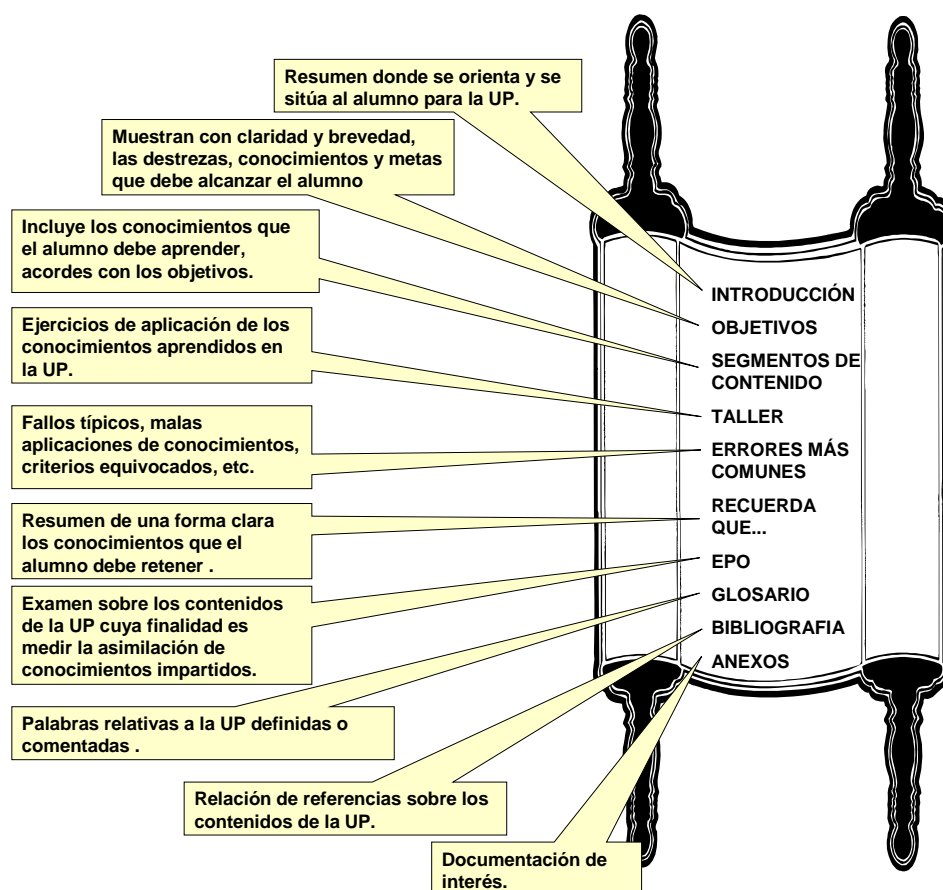 Resumen donde se orienta y se
sitúa al alumno para la UP.
Muestran con claridad y brevedad,
las destrezas, conocimientos y metas
que debe alcanzar el alumno
Incluye los conocimientos que
el alumno debe aprender,
acordes con los objetivos.
Ejercicios de aplicación de los
conocimientos aprendidos en
la UP.
Fallos típicos, malas
aplicaciones de conocimientos,
criterios equivocados, etc.
Resumen de una forma clara
los conocimientos que el
alumno debe retener .
Examen sobre los contenidos
de la UP cuya finalidad es
medir la asimilación de
conocimientos impartidos.
Palabras relativas a la UP definidas o
comentadas .
Relación de referencias sobre los
contenidos de la UP.
Documentación de
interés.
INTRODUCCIÓN
OBJETIVOS
SEGMENTOS DE
CONTENIDO
TALLER
ERRORES MÁS
COMUNES
RECUERDA
QUE...
EPO
GLOSARIO
BIBLIOGRAFIA
ANEXOS